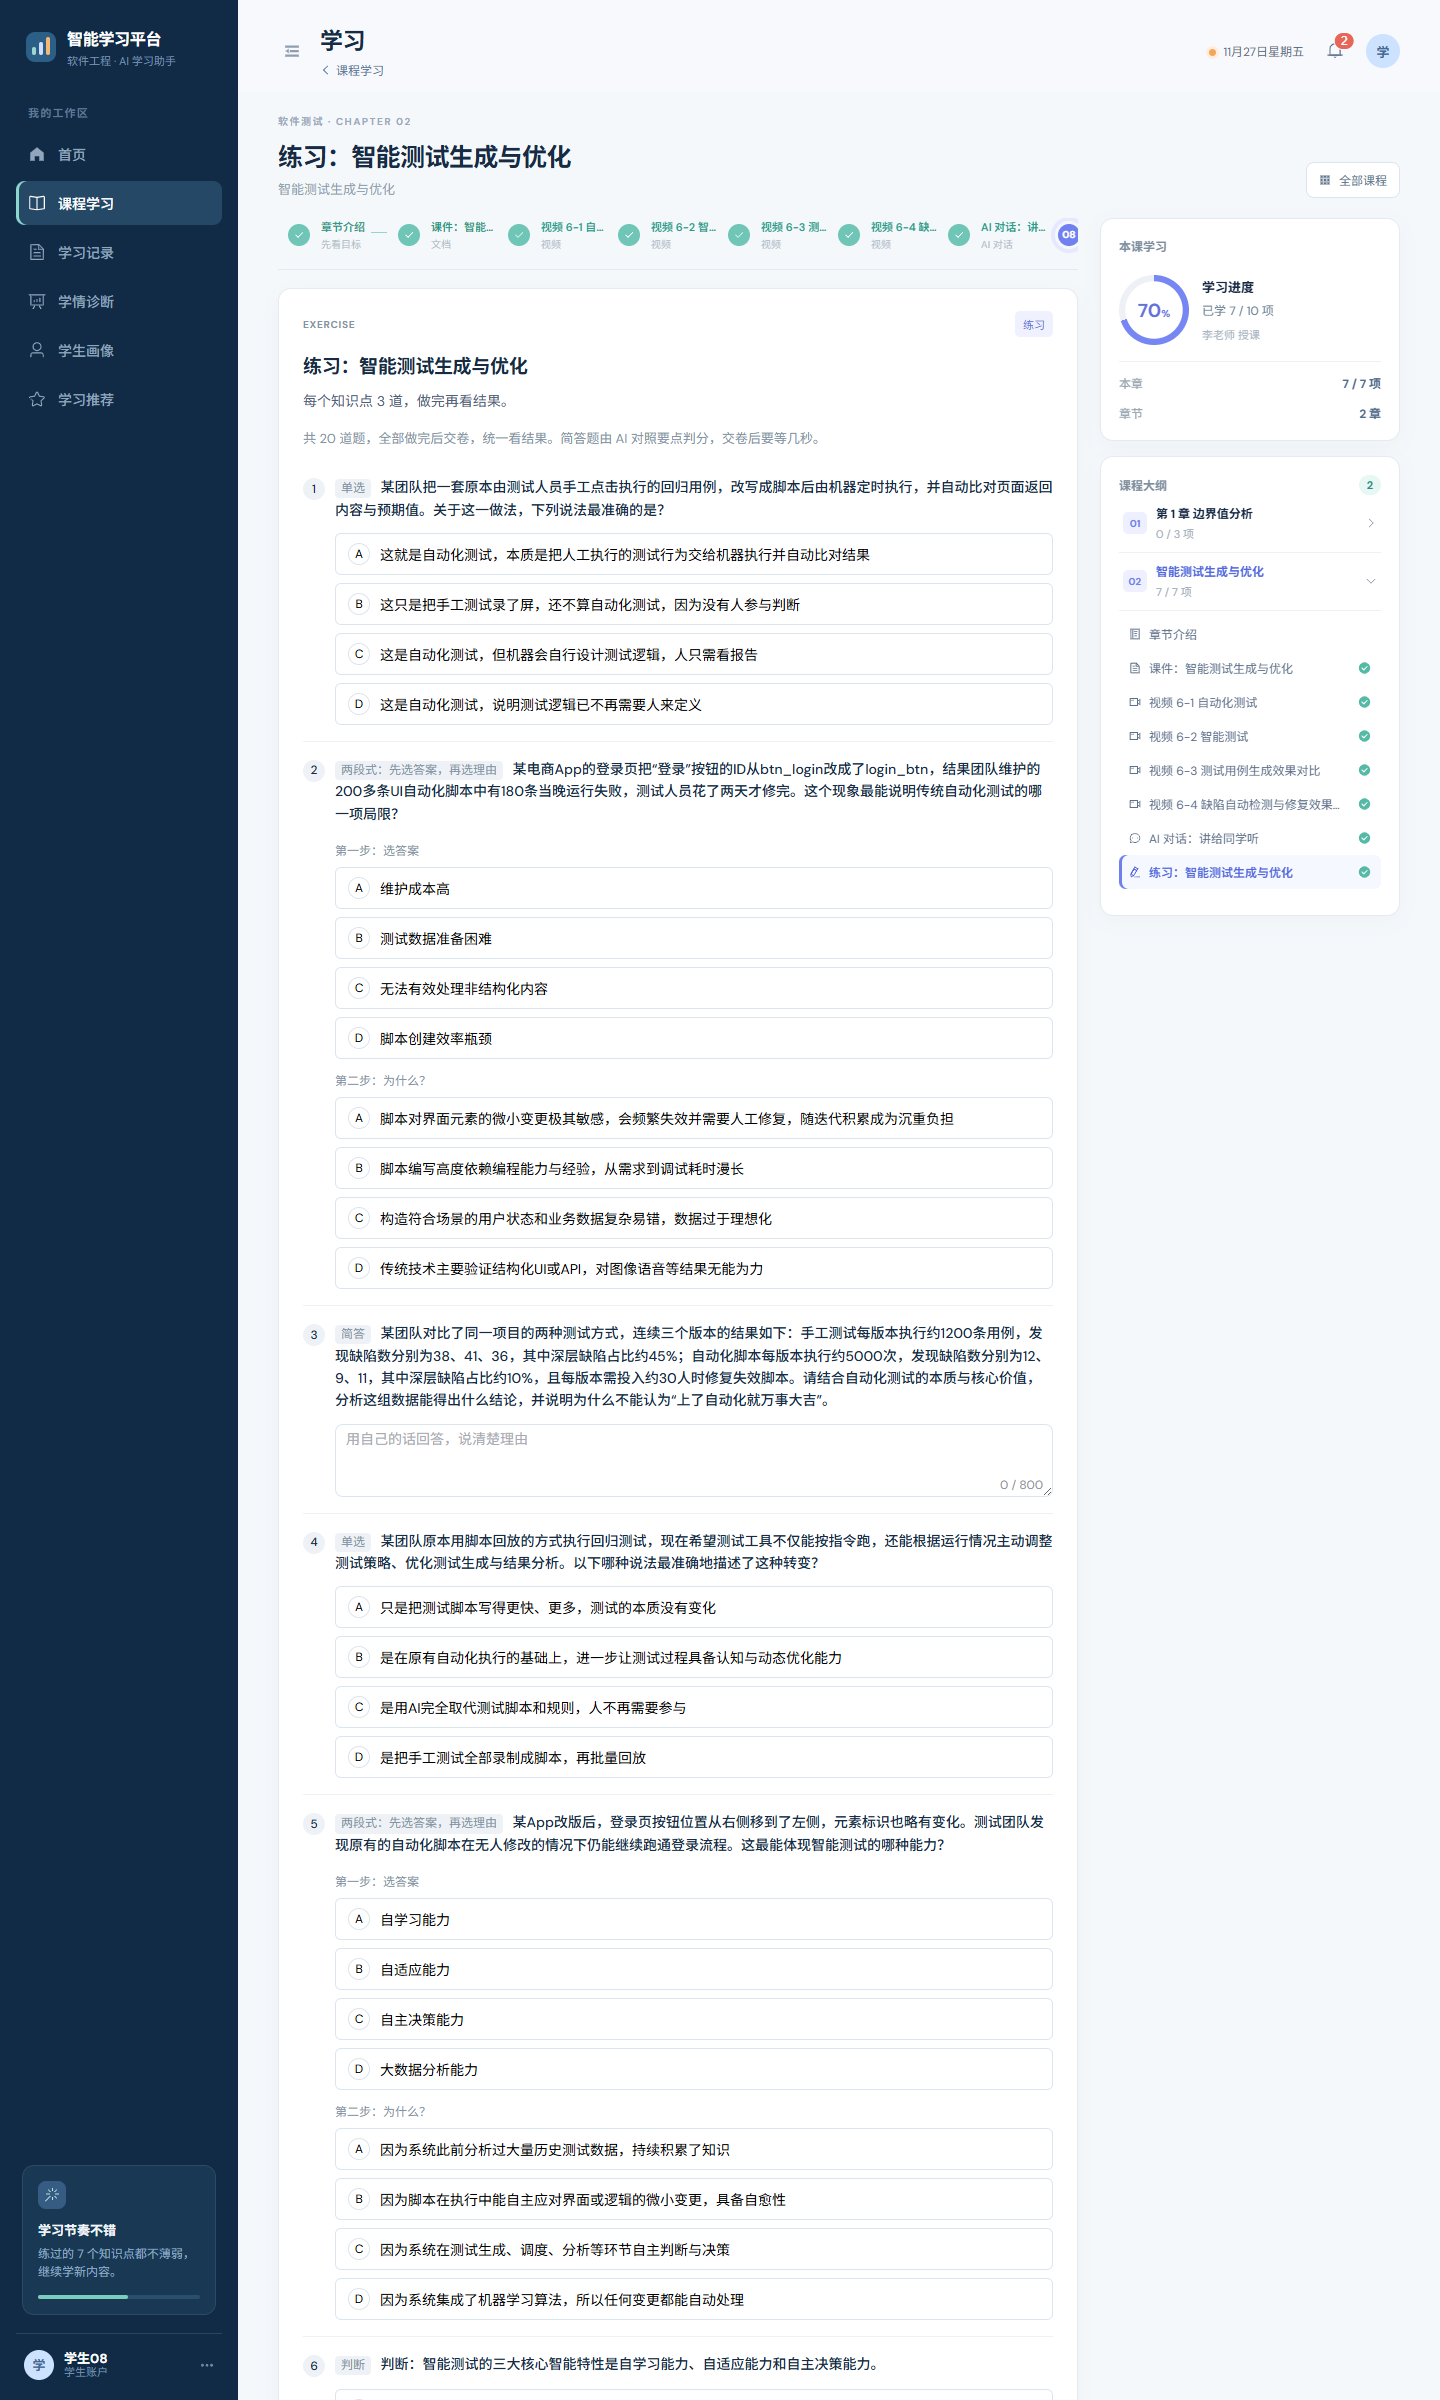 智能学习平台
软件工程 · AI 学习助手
我的工作区
首页
课程学习
学习记录
学情诊断
学生画像
学习推荐
学习节奏不错
练过的 7 个知识点都不薄弱，
继续学新内容。
学
学生08
学生账户
学习
课程学习
11月27日星期五
2
学
软件测试 · CHAPTER 02
练习：智能测试生成与优化
智能测试生成与优化
全部课程
章节介绍
先看目标
课件：智能...
文档
视频 6-1 自...
视频
视频 6-2 智...
视频
视频 6-3 测...
视频
视频 6-4 缺...
视频
AI 对话：讲...
AI 对话
08
EXERCISE
练习
练习：智能测试生成与优化
每个知识点 3 道，做完再看结果。
共 20 道题，全部做完后交卷，统一看结果。简答题由 AI 对照要点判分，交卷后要等几秒。
1 单选 某团队把一套原本由测试人员手工点击执行的回归用例，改写成脚本后由机器定时执行，并自动比对页面返回
内容与预期值。关于这一做法，下列说法最准确的是？
A 这就是自动化测试，本质是把人工执行的测试行为交给机器执行并自动比对结果
B 这只是把手工测试录了屏，还不算自动化测试，因为没有人参与判断
C 这是自动化测试，但机器会自行设计测试逻辑，人只需看报告
D 这是自动化测试，说明测试逻辑已不再需要人来定义
2 两段式：先选答案，再选理由 某电商App的登录页把“登录”按钮的ID从btn_login改成了login_btn，结果团队维护的
200多条UI自动化脚本中有180条当晚运行失败，测试人员花了两天才修完。这个现象最能说明传统自动化测试的哪
一项局限？
第一步：选答案
A 维护成本高
B 测试数据准备困难
C 无法有效处理非结构化内容
D 脚本创建效率瓶颈
第二步：为什么？
A 脚本对界面元素的微小变更极其敏感，会频繁失效并需要人工修复，随迭代积累成为沉重负担
B 脚本编写高度依赖编程能力与经验，从需求到调试耗时漫长
C 构造符合场景的用户状态和业务数据复杂易错，数据过于理想化
D 传统技术主要验证结构化UI或API，对图像语音等结果无能为力
3 简答 某团队对比了同一项目的两种测试方式，连续三个版本的结果如下：手工测试每版本执行约1200条用例，发
现缺陷数分别为38、41、36，其中深层缺陷占比约45%；自动化脚本每版本执行约5000次，发现缺陷数分别为12、
9、11，其中深层缺陷占比约10%，且每版本需投入约30人时修复失效脚本。请结合自动化测试的本质与核心价值，
分析这组数据能得出什么结论，并说明为什么不能认为“上了自动化就万事大吉”。
用自己的话回答，说清楚理由
0 / 800
4 单选 某团队原本用脚本回放的方式执行回归测试，现在希望测试工具不仅能按指令跑，还能根据运行情况主动调整
测试策略、优化测试生成与结果分析。以下哪种说法最准确地描述了这种转变？
A 只是把测试脚本写得更快、更多，测试的本质没有变化
B 是在原有自动化执行的基础上，进一步让测试过程具备认知与动态优化能力
C 是用AI完全取代测试脚本和规则，人不再需要参与
D 是把手工测试全部录制成脚本，再批量回放
5 两段式：先选答案，再选理由 某App改版后，登录页按钮位置从右侧移到了左侧，元素标识也略有变化。测试团队发
现原有的自动化脚本在无人修改的情况下仍能继续跑通登录流程。这最能体现智能测试的哪种能力？
第一步：选答案
A 自学习能力
B 自适应能力
C 自主决策能力
D 大数据分析能力
第二步：为什么？
A 因为系统此前分析过大量历史测试数据，持续积累了知识
B 因为脚本在执行中能自主应对界面或逻辑的微小变更，具备自愈性
C 因为系统在测试生成、调度、分析等环节自主判断与决策
D 因为系统集成了机器学习算法，所以任何变更都能自动处理
6 判断 判断：智能测试的三大核心智能特性是自学习能力、自适应能力和自主决策能力。
本课学习
70%
学习进度
已学 7 / 10 项
李老师 授课
本章 7 / 7 项
章节 2 章
课程大纲 2
01 第 1 章 边界值分析
0 / 3 项
02 智能测试生成与优化
7 / 7 项
章节介绍
课件：智能测试生成与优化
视频 6-1 自动化测试
视频 6-2 智能测试
视频 6-3 测试用例生成效果对比
视频 6-4 缺陷自动检测与修复效果...
AI 对话：讲给同学听
练习：智能测试生成与优化